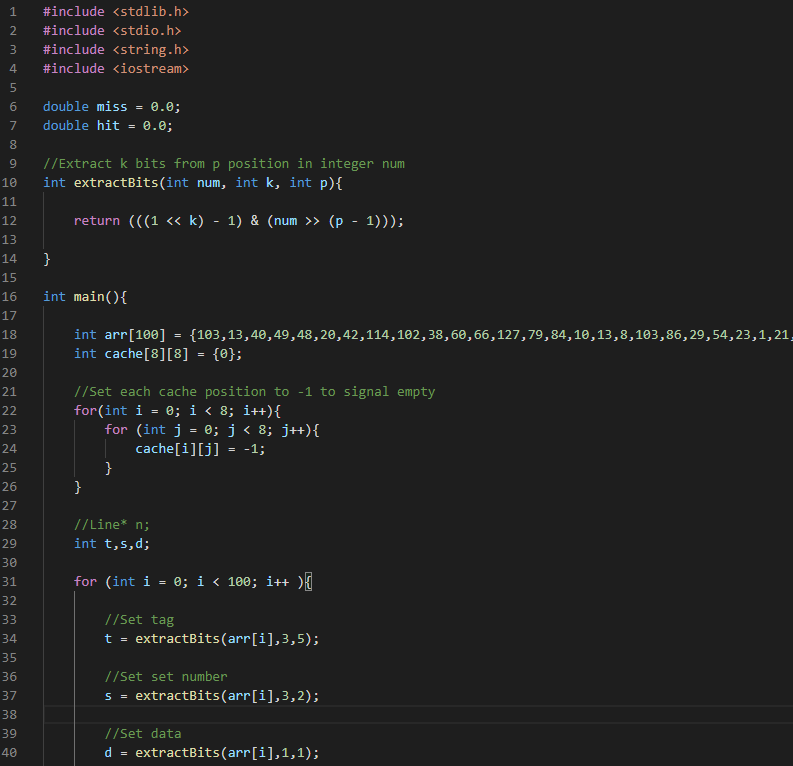 1 #include <stdlib.h>
2 #include <stdio.h>
3 #include <string.h>
4 #include <iostream>
5
6 double miss = 0.0;
7 double hit = 0.0;
8
9 //Extract k bits from p position in integer num
10 int extractBits(int num, int k, int p){
11
12     return (((1 << k) - 1) & (num >> (p - 1)));
13
14 }
15
16 int main(){
17
18     int arr[100] = {103,13,40,49,48,20,42,114,102,38,60,66,127,79,84,10,13,8,103,86,29,54,23,1,21,
19     int cache[8][8] = {0};
20
21     //Set each cache position to -1 to signal empty
22     for(int i = 0; i < 8; i++){
23         for (int j = 0; j < 8; j++){
24             cache[i][j] = -1;
25         }
26     }
27
28     //Line* n;
29     int t,s,d;
30
31     for (int i = 0; i < 100; i++ ){
32
33         //Set tag
34         t = extractBits(arr[i],3,5);
35
36         //Set set number
37         s = extractBits(arr[i],3,2);
38
39         //Set data
40         d = extractBits(arr[i],1,1);